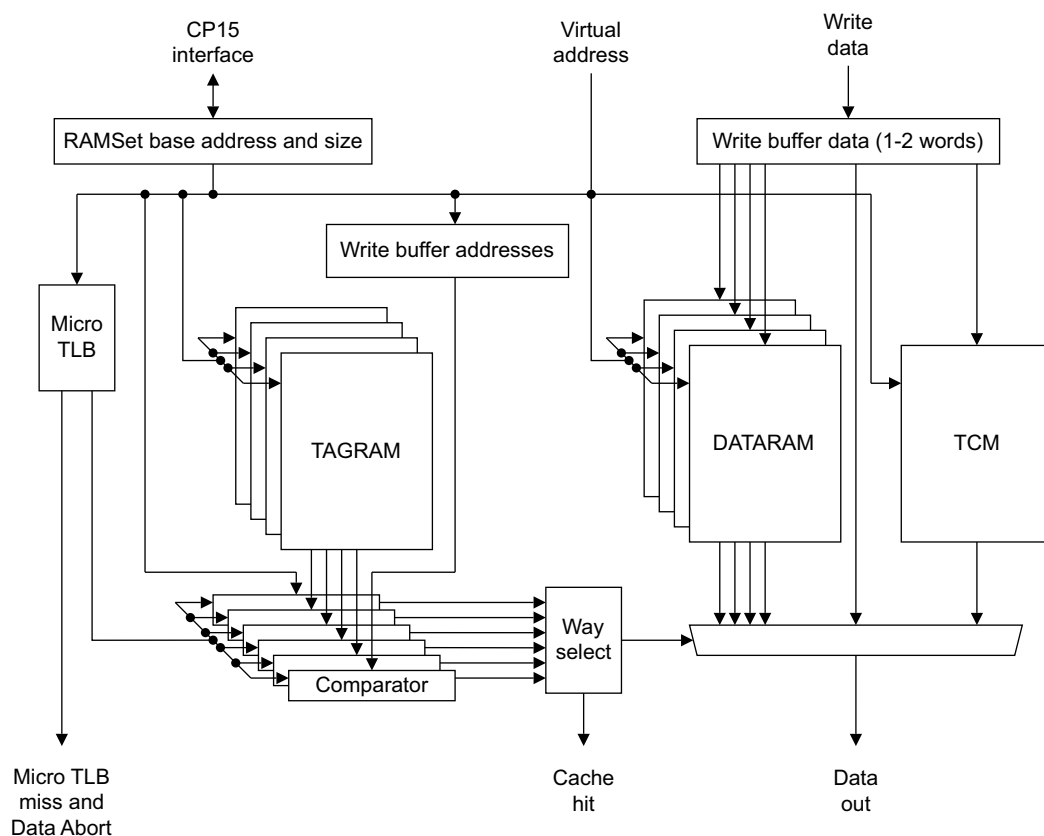 CP15
interface
Virtual
address
Write
data
RAMSet base address and size
Write buffer data (1-2 words)
Write buffer addresses
Micro
TLB
TAGRAM
DATARAM
TCM
Way
select
Comparator
Micro TLB
miss and
Data Abort
Cache
hit
Data
out